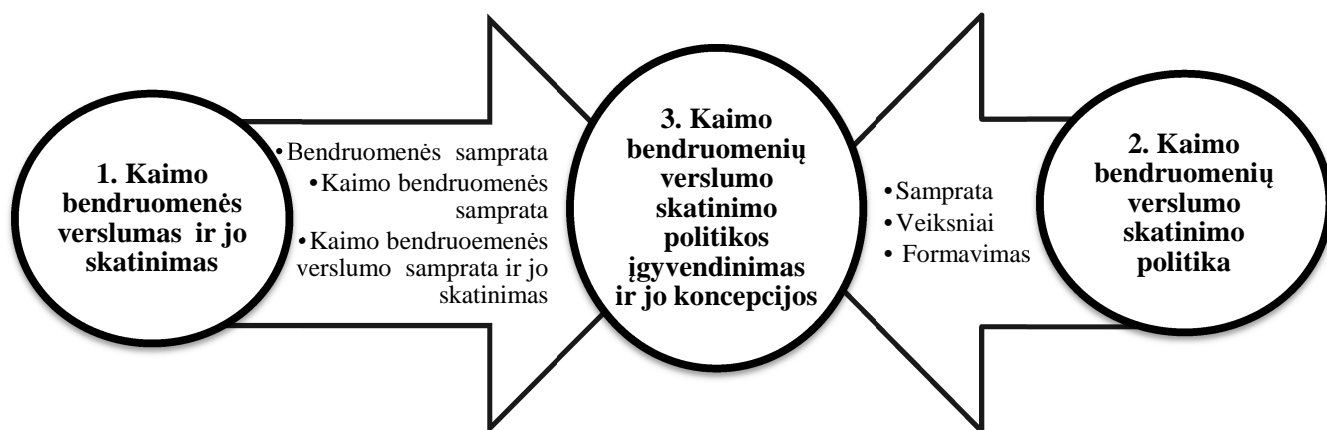 1. Kaimo
bendruomenės
verslumas ir jo
skatinimas
•Bendruomenės samprata
•Kaimo bendruomenės
samprata
•Kaimo bendruoemenės
verslumo samprata ir jo
skatinimas
3. Kaimo
bendruomenių
verslumo
skatinimo
politikos
įgyvendinimas
ir jo koncepcijos
•Samprata
•Veiksniai
• Formavimas
2. Kaimo
bendruomenių
verslumo
skatinimo
politika